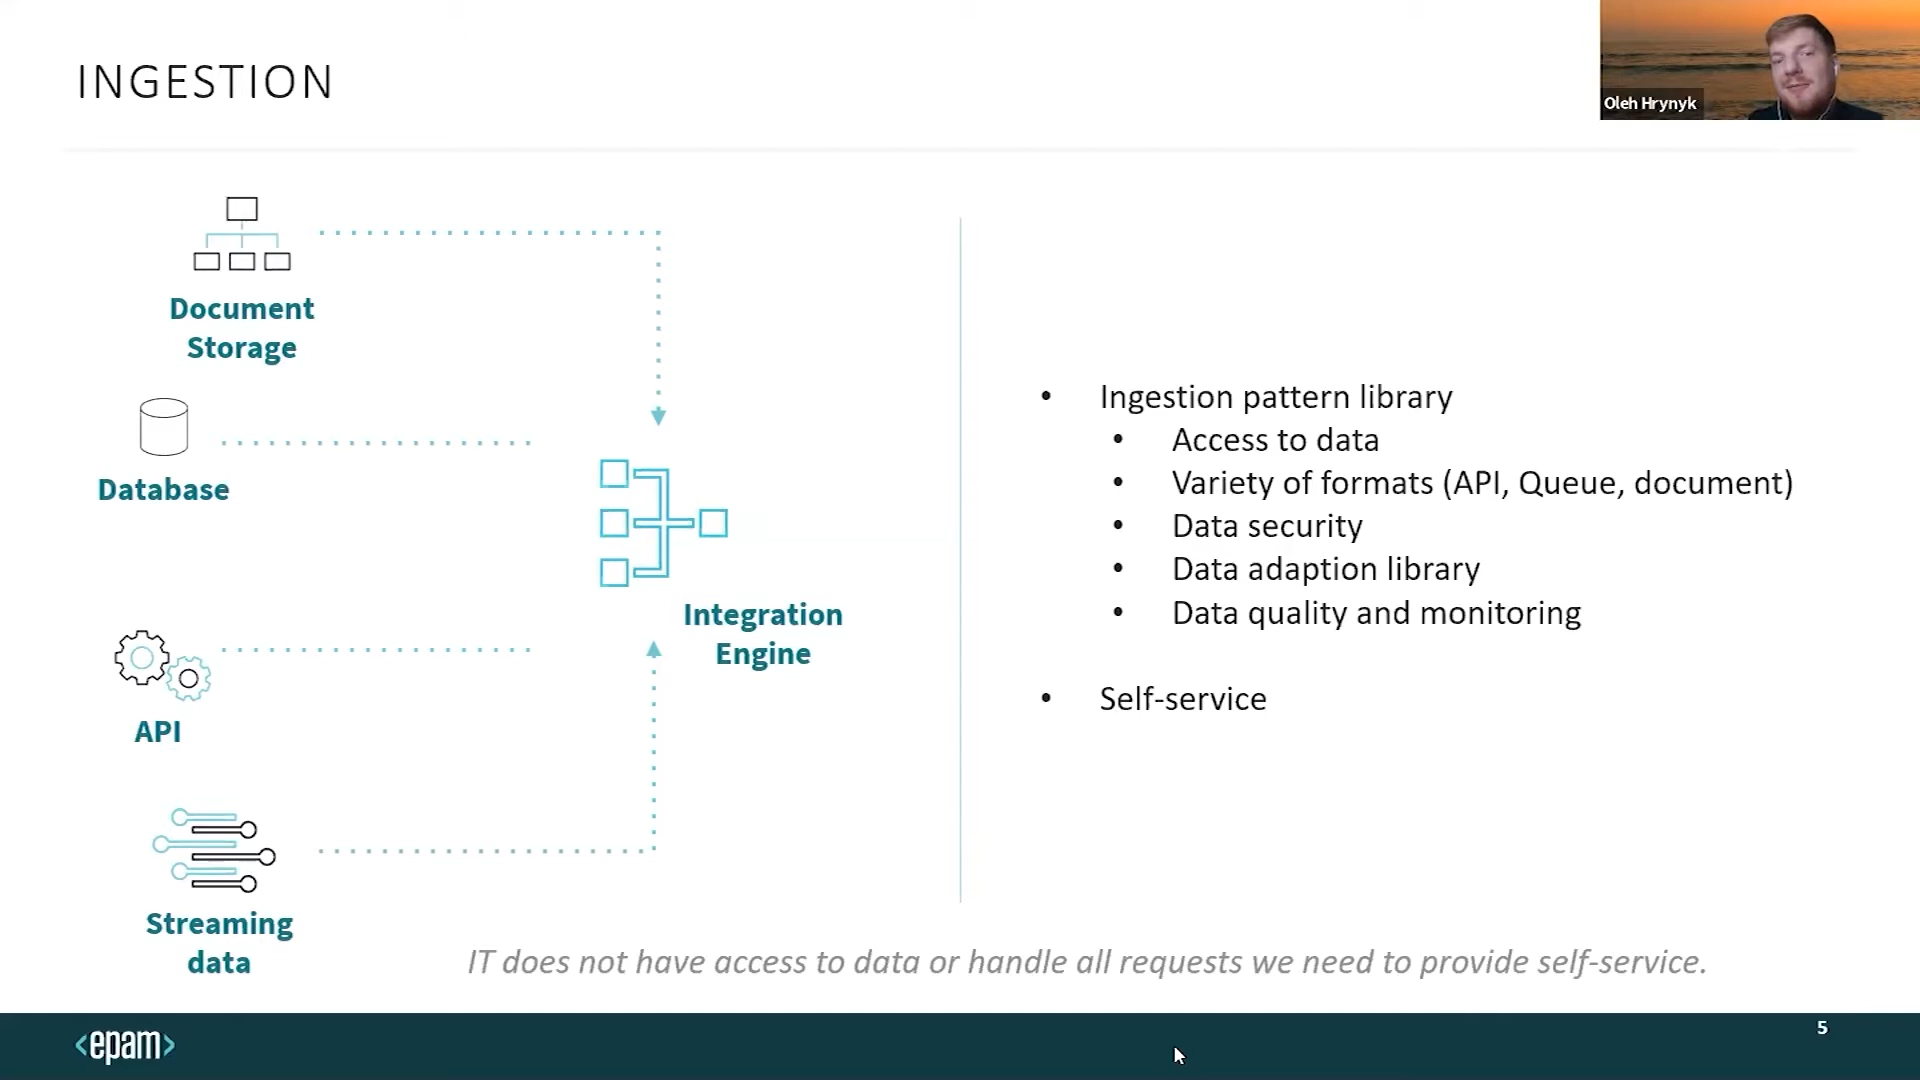 INGESTION
Oleh Hrynyk
Document
Storage
Database
API
Streaming
data
Integration
Engine
• Ingestion pattern library
• Access to data
• Variety of formats (API, Queue, document)
• Data security
• Data adaption library
• Data quality and monitoring
• Self-service
IT does not have access to data or handle all requests we need to provide self-service.
<epam>
5